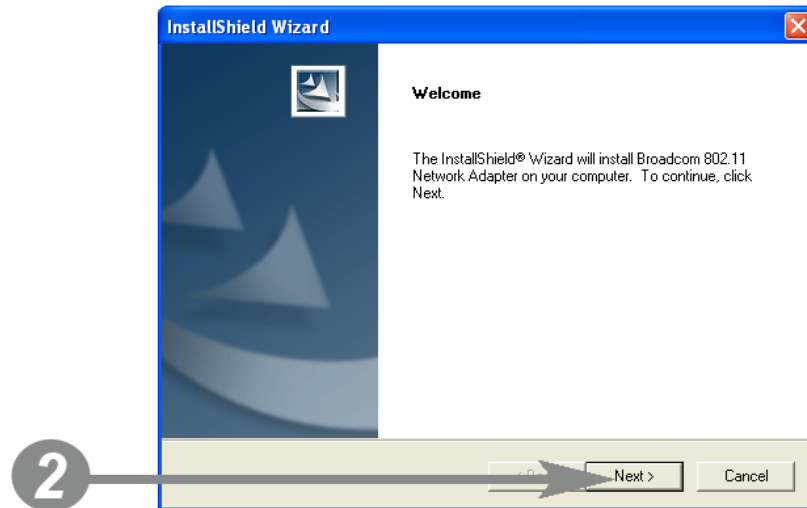 InstallShield Wizard
Welcome
The InstallShield® Wizard will install Broadcom 802.11
Network Adapter on your computer. To continue, click
Next.
2
Next >
Cancel